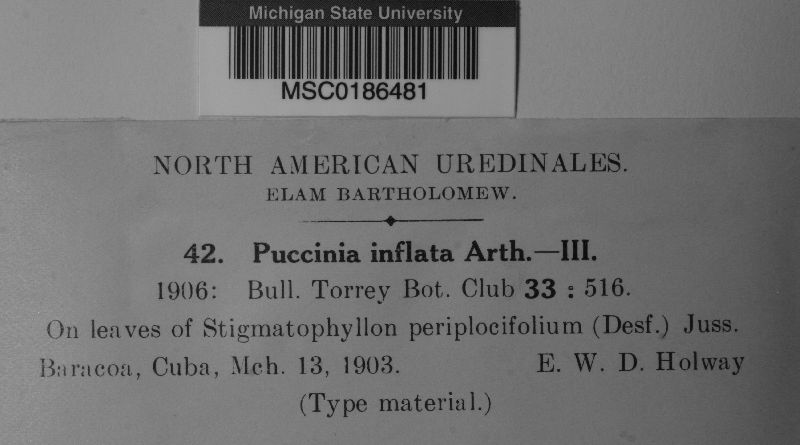 Michigan State University
MSC0186481
NORTH AMERICAN UREDINALES.
ELAM BARTHOLOMEW.
42. Puccinia inflata Arth.—III.
1906: Bull. Torrey Bot. Club 33 : 516.
On leaves of Stigmatophyllon periplocifolium (Desf.) Juss.
Baracoa, Cuba, Mch. 13, 1903. E. W. D. Holway
(Type material.)